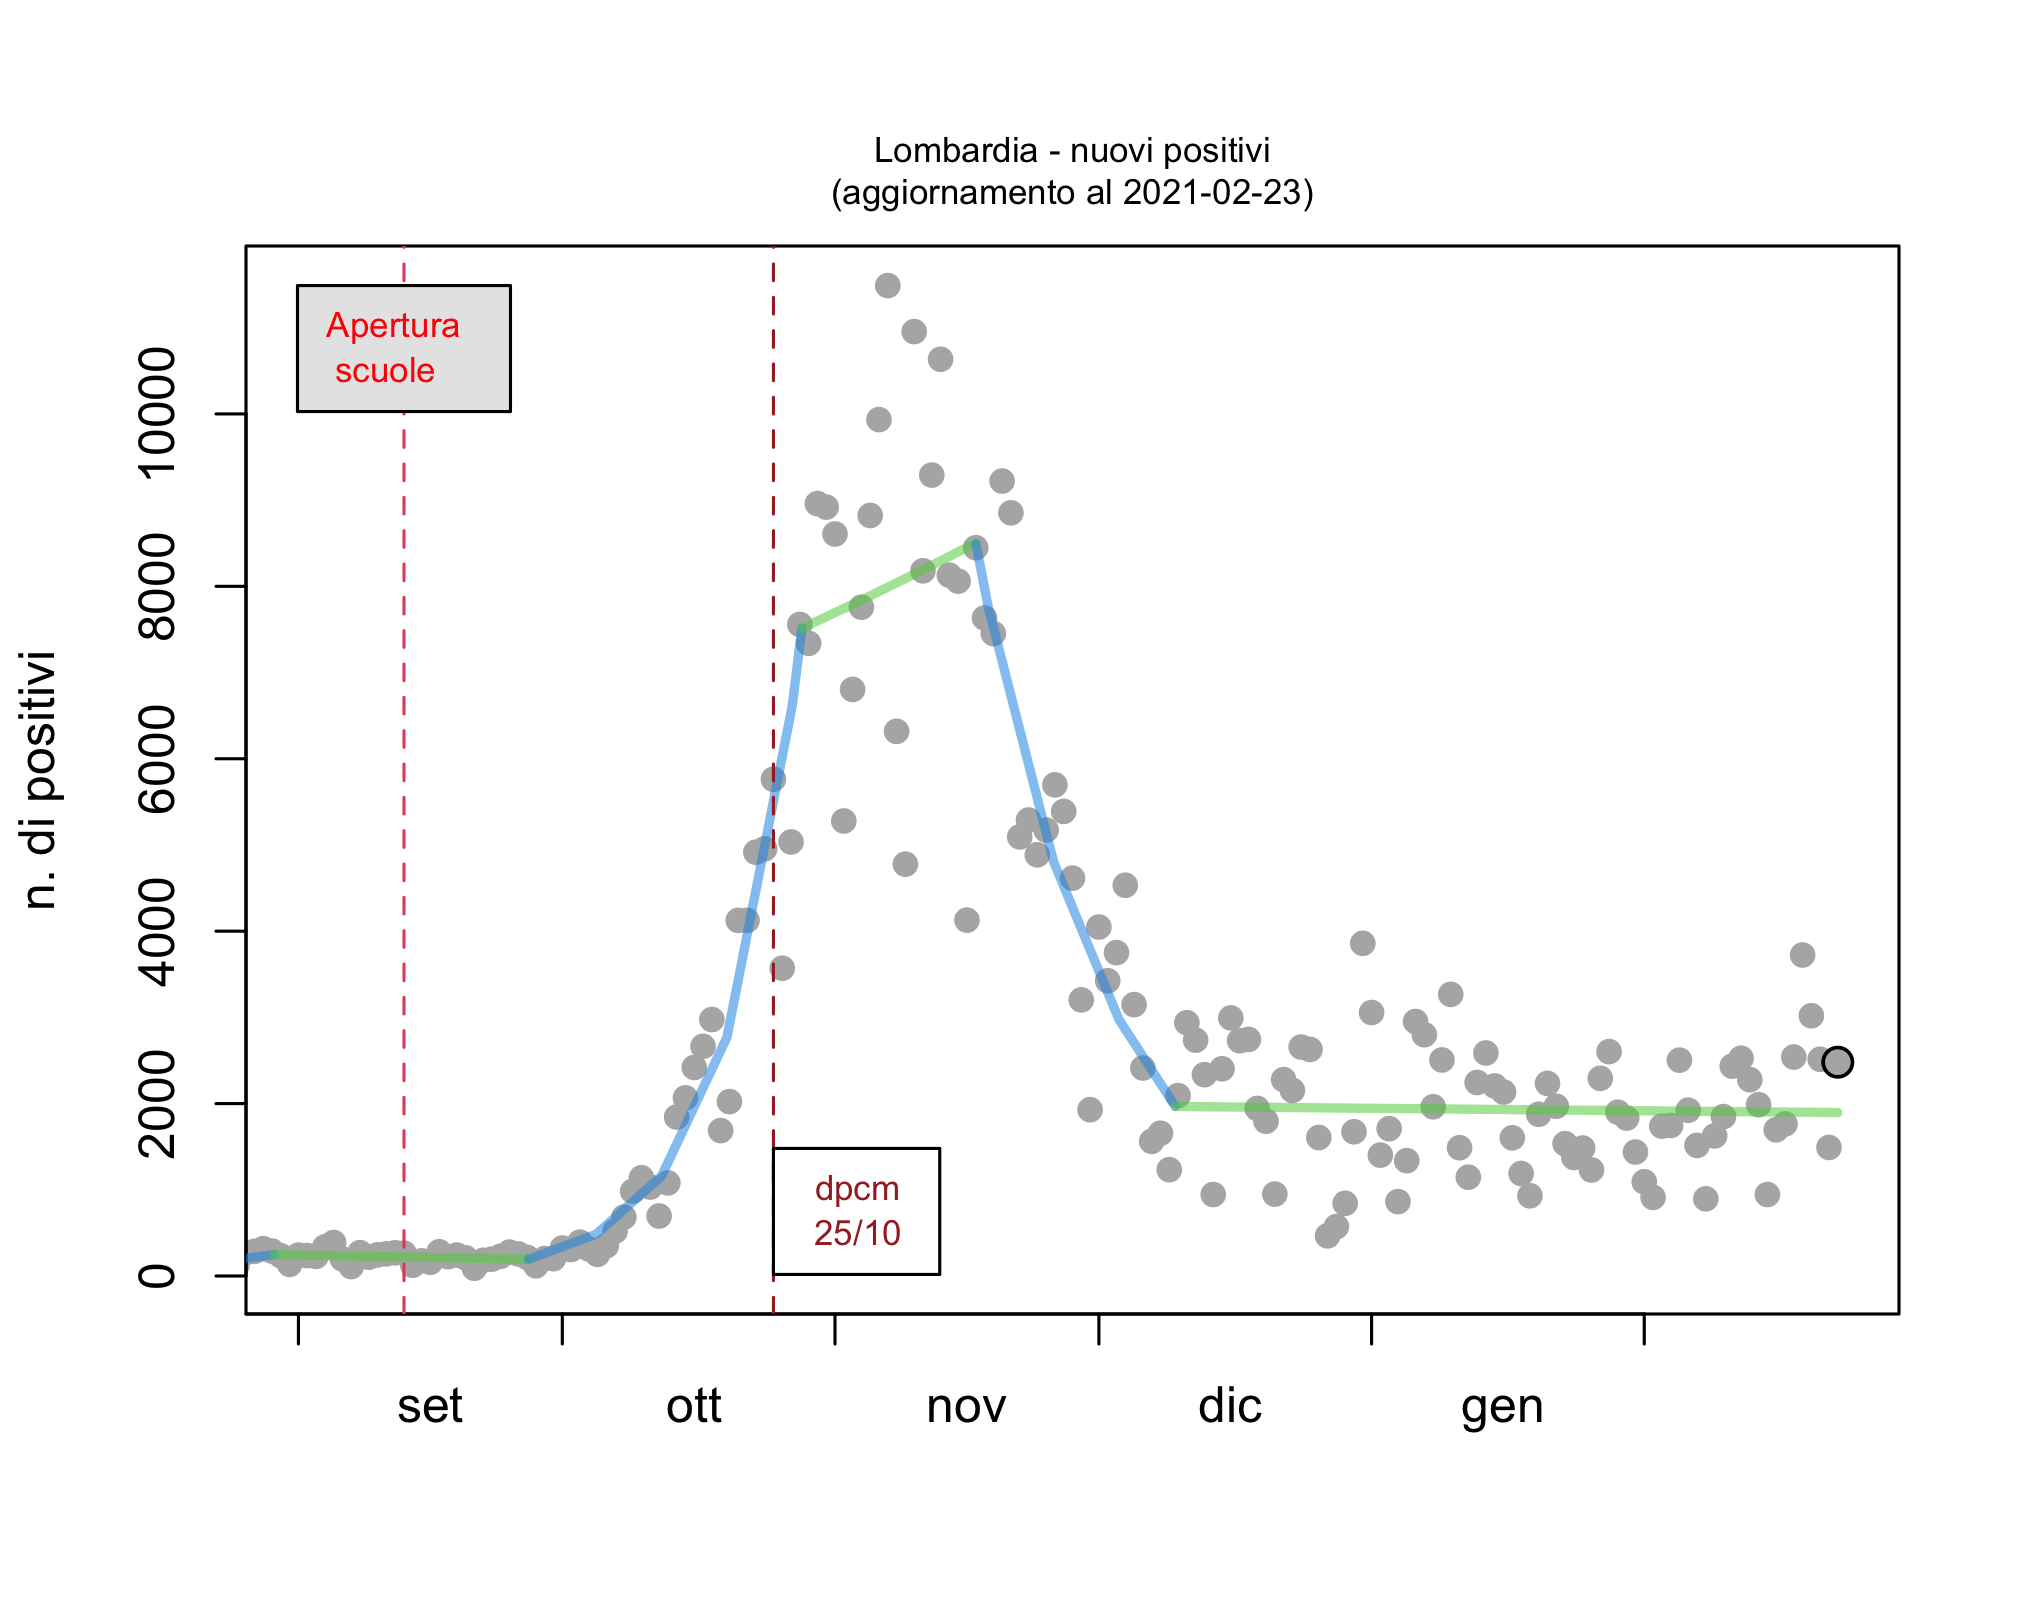 Lombardia - nuovi positivi
(aggiornamento al 2021-02-23)
Apertura
scuole
n. di positivi
10000
8000
6000
4000
2000
0
dpcm
25/10
set ott nov dic gen